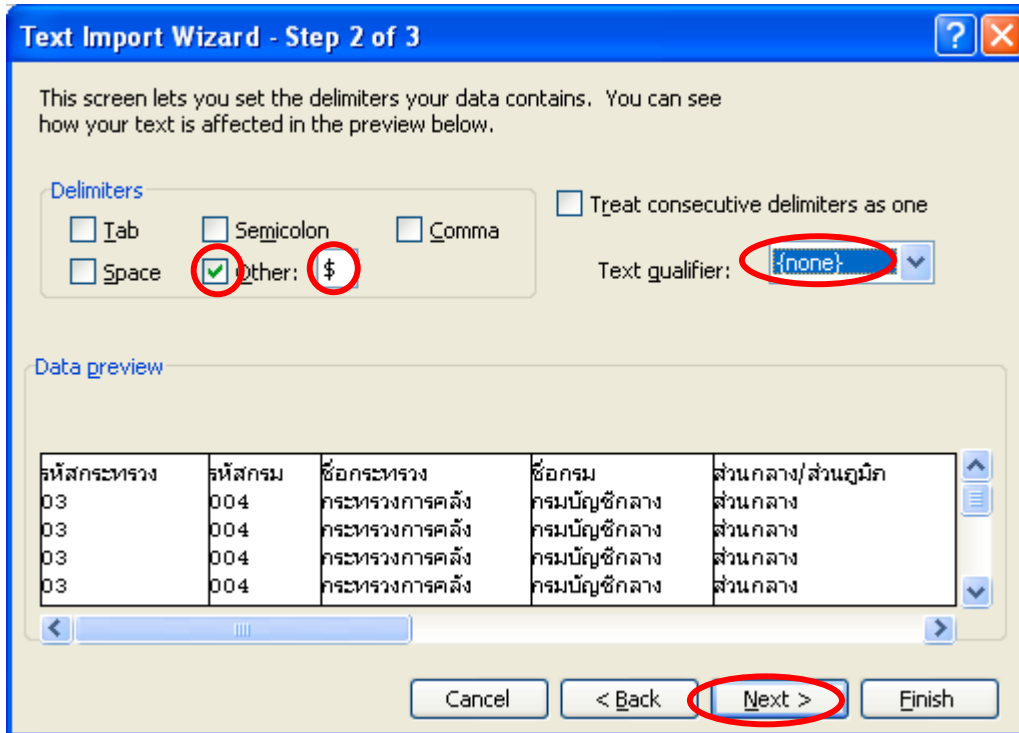 Text Import Wizard - Step 2 of 3
This screen lets you set the delimiters your data contains. You can see
how your text is affected in the preview below.
Delimiters
Tab Semicolon Comma
Space Other: $
Treat consecutive delimiters as one
Text qualifier: {none}
Data preview
รหัสกระทรวง รหัสกรม ชื่อกระทรวง ชื่อกรม ส่วนกลาง/ส่วนภูมิภ
03 004 กระทรวงการคลัง กรมบัญชีกลาง ส่วนกลาง
03 004 กระทรวงการคลัง กรมบัญชีกลาง ส่วนกลาง
03 004 กระทรวงการคลัง กรมบัญชีกลาง ส่วนกลาง
03 004 กระทรวงการคลัง กรมบัญชีกลาง ส่วนกลาง
Cancel < Back Next > Finish